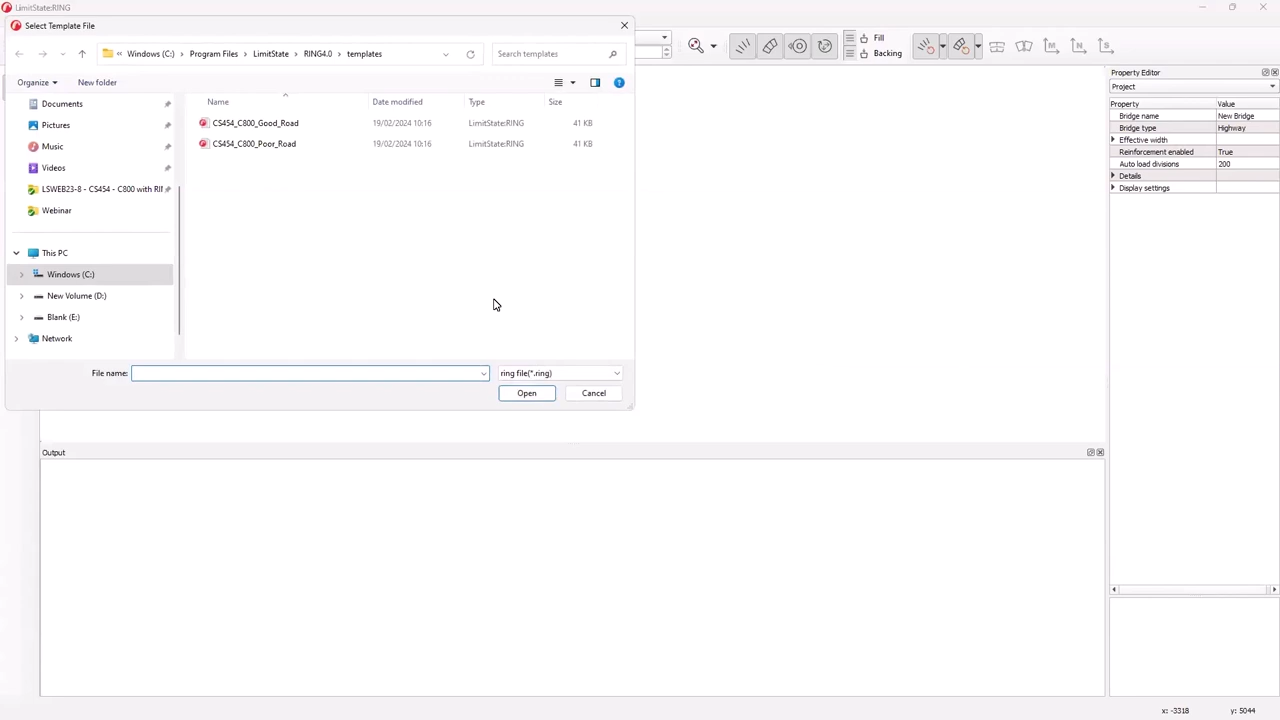 LimitState:RING
Select Template File
« Windows (C:) > Program Files > LimitState > RING4.0 > templates
Search templates
Organize
New folder
Fill
Backing
Documents
Pictures
Music
Videos
LSWEB23-8 - CS454 - C800 with RIN
Webinar
This PC
Windows (C:)
New Volume (D:)
Blank (E:)
Network
Name Date modified Type Size
CS454_C800_Good_Road 19/02/2024 10:16 LimitState:RING 41 KB
CS454_C800_Poor_Road 19/02/2024 10:16 LimitState:RING 41 KB
File name:
ring file(*.ring)
Open Cancel
Property Editor
Project
Property Value
Bridge name New Bridge
Bridge type Highway
Effective width
Reinforcement enabled True
Auto load divisions 200
Details
Display settings
Output
x: -3318 y: 5044